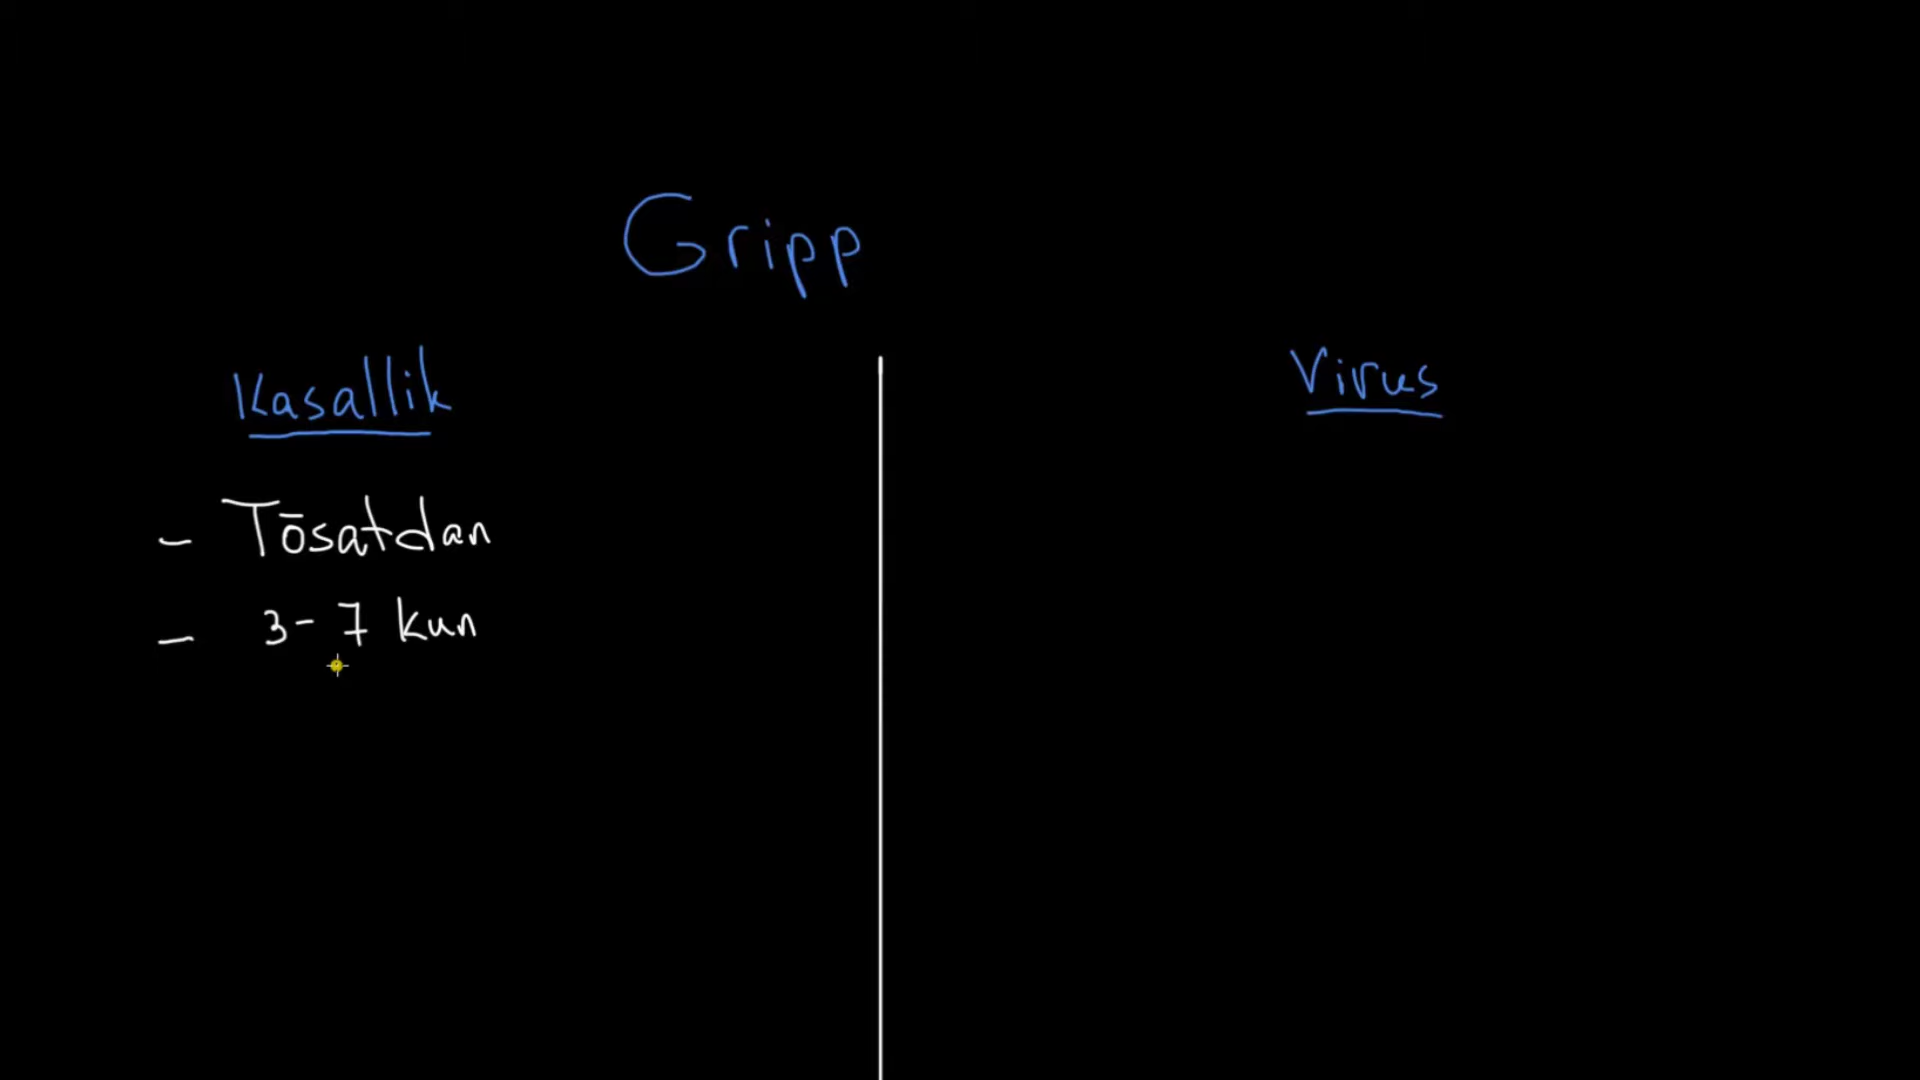 Gripp
Kasallik
Virus
- Tōsatdan
- 3-7 kun